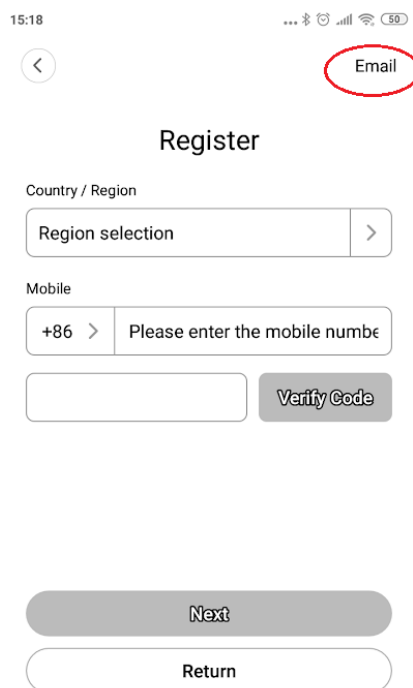 15:18
50
Email
Register
Country / Region
Region selection
Mobile
+86
Please enter the mobile numbe
Verify Code
Next
Return